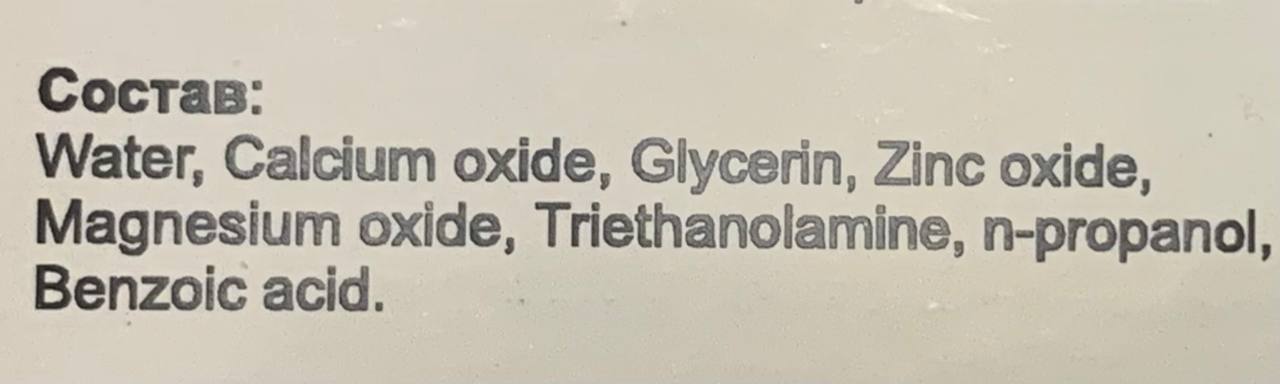 Состав:
Water, Calcium oxide, Glycerin, Zinc oxide,
Magnesium oxide, Triethanolamine, n-propanol,
Benzoic acid.